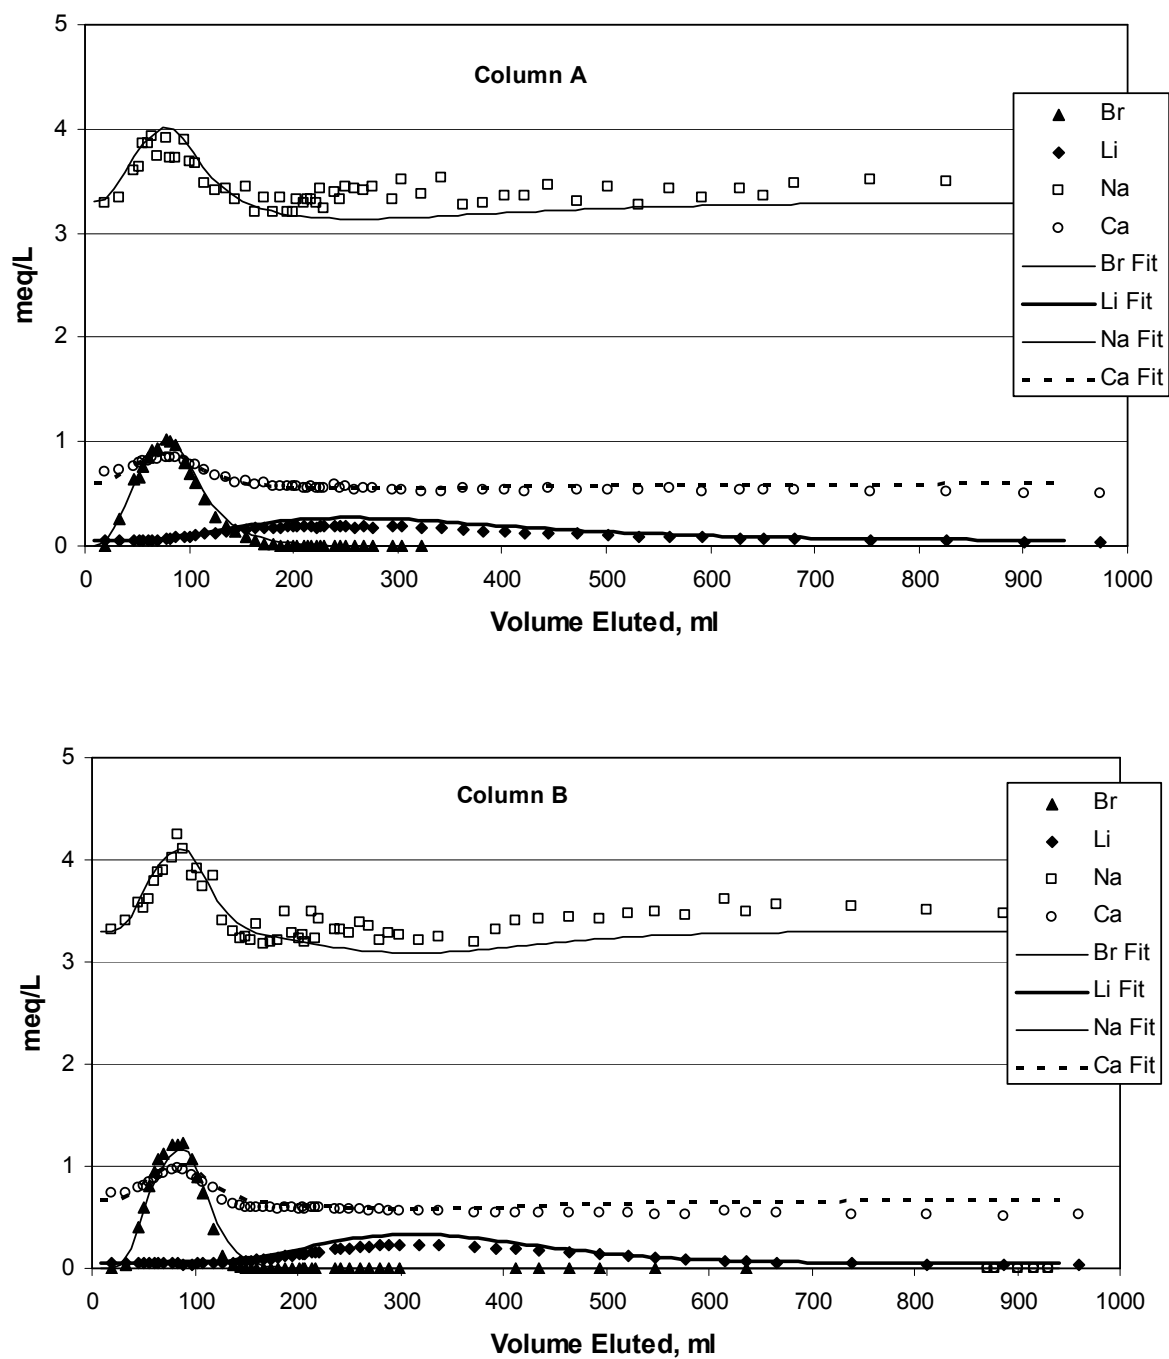 5
Column A
Br
4
Li
Na
3
Ca
meq/L
Br Fit
Li Fit
2
Na Fit
Ca Fit
1
0
0 100 200 300 400 500 600 700 800 900 1000
Volume Eluted, ml
5
Column B
Br
4
Li
Na
3
Ca
meq/L
Br Fit
Li Fit
2
Na Fit
Ca Fit
1
0
0 100 200 300 400 500 600 700 800 900 1000
Volume Eluted, ml